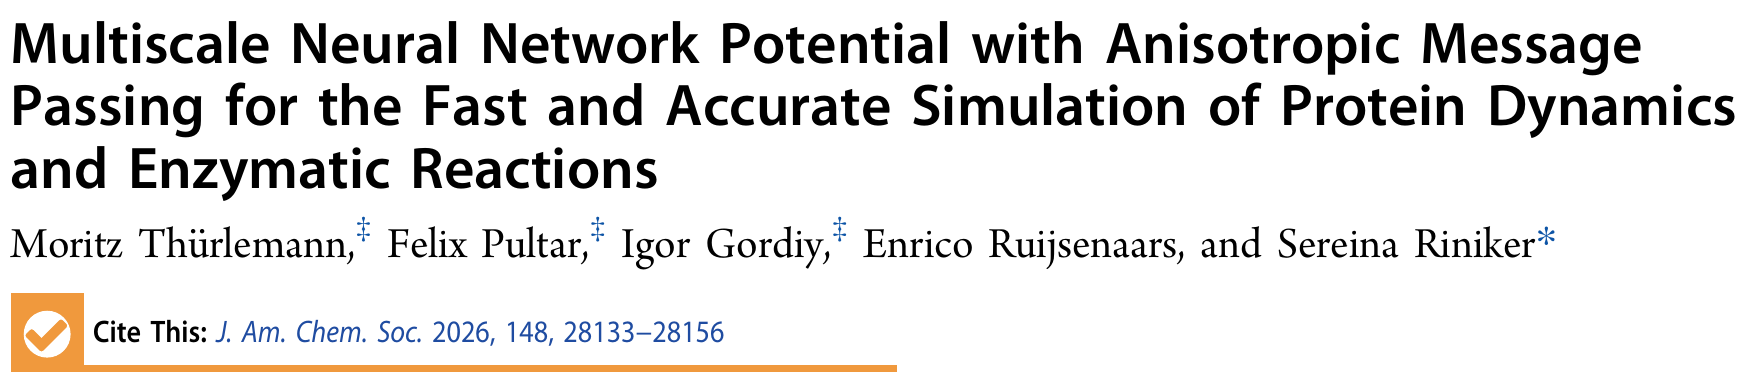 Multiscale Neural Network Potential with Anisotropic Message
Passing for the Fast and Accurate Simulation of Protein Dynamics
and Enzymatic Reactions
Moritz Thürlemann,‡ Felix Pultar,‡ Igor Gordiy,‡ Enrico Ruijsenaars, and Sereina Riniker*
Cite This: J. Am. Chem. Soc. 2026, 148, 28133–28156